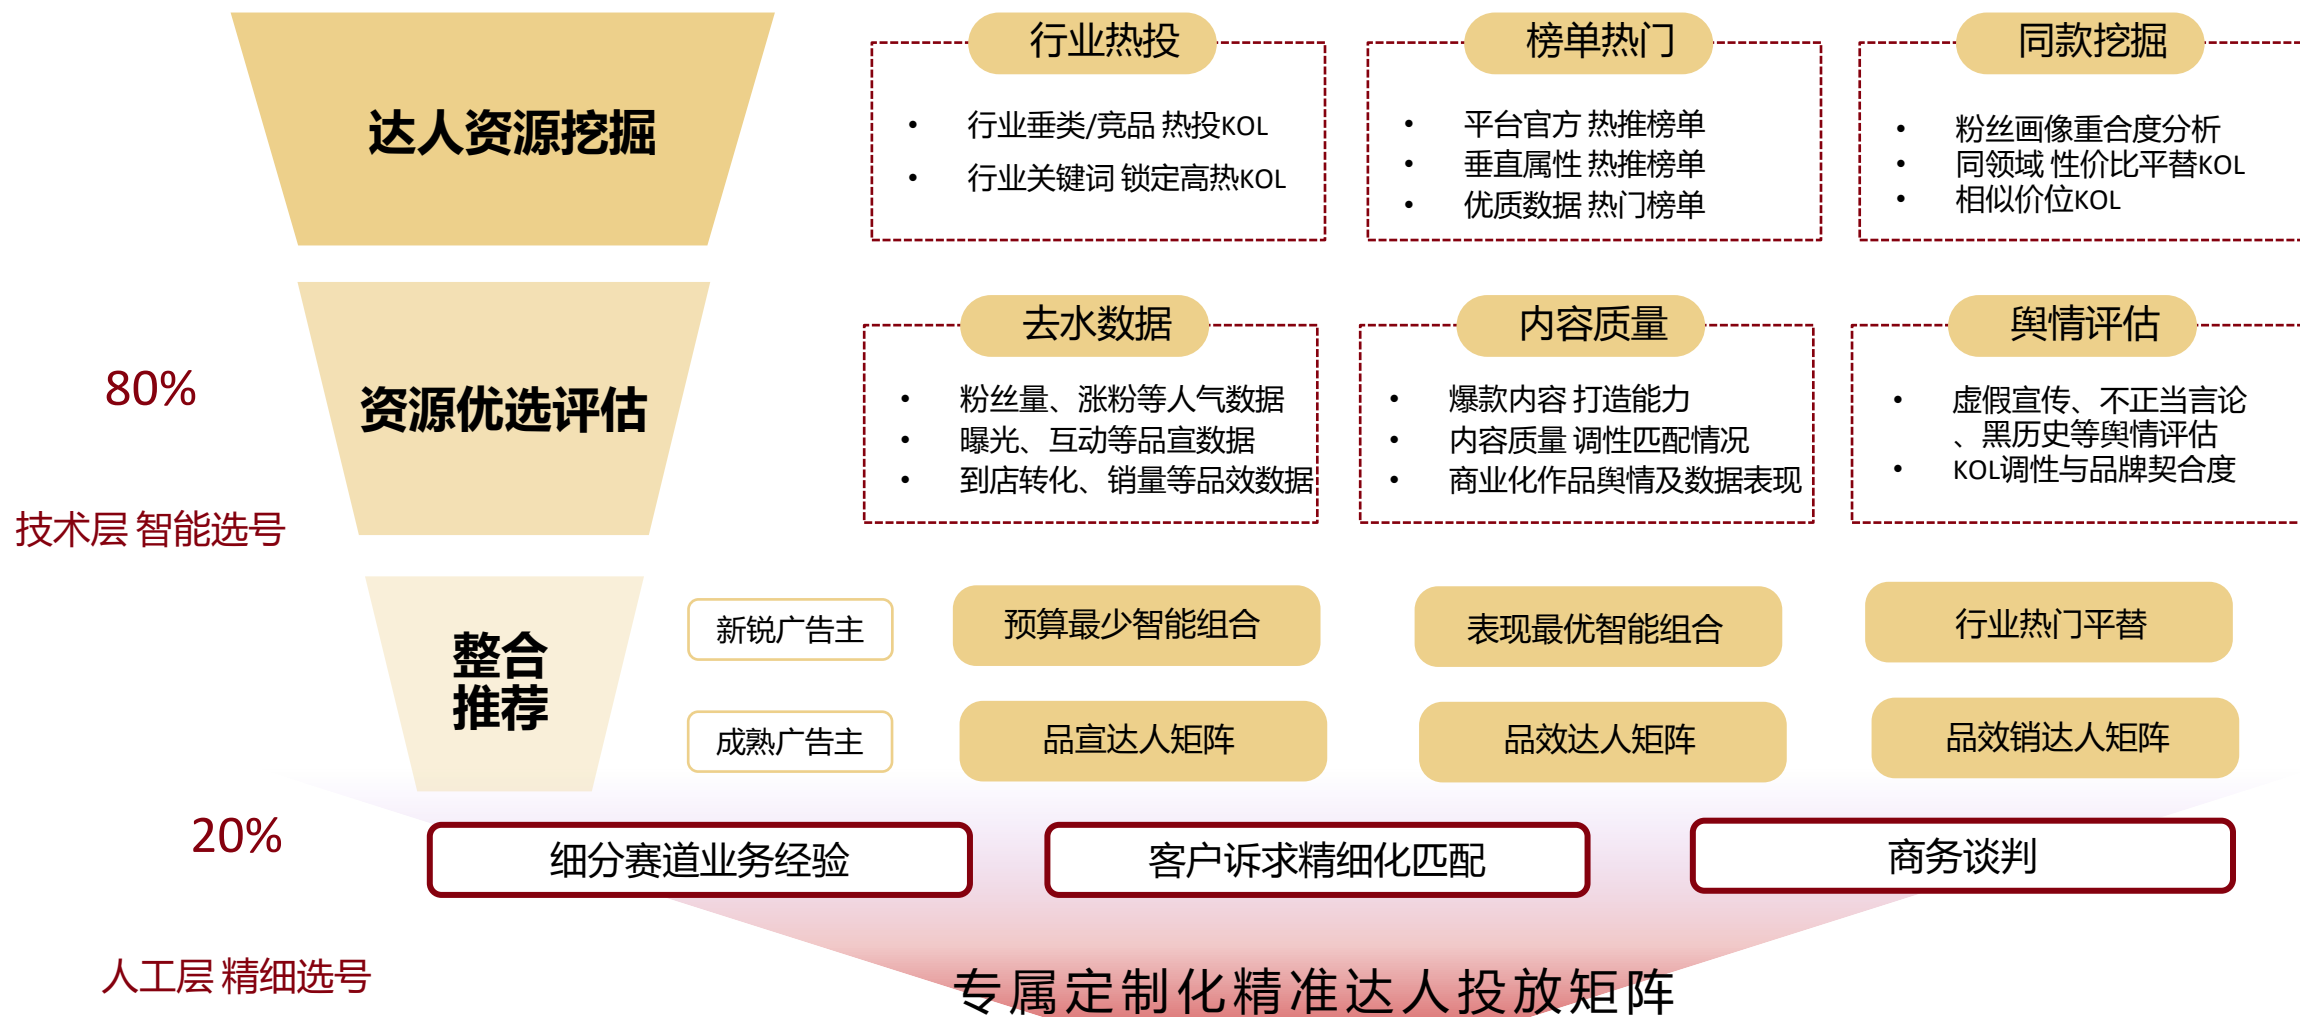 达人资源挖掘
行业热投
• 行业垂类/竞品 热投KOL
• 行业关键词 锁定高热KOL
榜单热门
• 平台官方 热推榜单
• 垂直属性 热推榜单
• 优质数据 热门榜单
同款挖掘
• 粉丝画像重合度分析
• 同领域 性价比平替KOL
• 相似价位KOL
80%
技术层 智能选号
资源优选评估
去水数据
• 粉丝量、涨粉等人气数据
• 曝光、互动等品宣数据
• 到店转化、销量等品效数据
内容质量
• 爆款内容 打造能力
• 内容质量 调性匹配情况
• 商业化作品舆情及数据表现
舆情评估
• 虚假宣传、不正当言论
、黑历史等舆情评估
• KOL调性与品牌契合度
整合
推荐
新锐广告主
预算最少智能组合
表现最优智能组合
行业热门平替
成熟广告主
品宣达人矩阵
品效达人矩阵
品效销达人矩阵
20%
人工层 精细选号
细分赛道业务经验
客户诉求精细化匹配
商务谈判
专属定制化精准达人投放矩阵